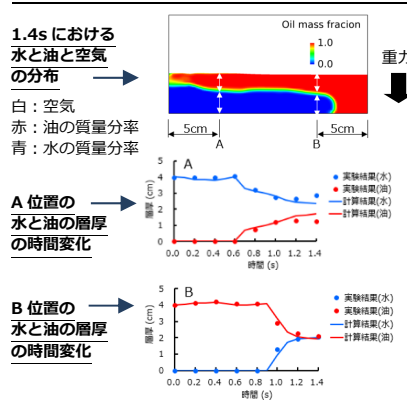 1.4s における
水と油と空気
の分布
白：空気
赤：油の質量分率
青：水の質量分率
Oil mass fracion
1.0
0.0
重力
5cm
5cm
A
B
A 位置の
水と油の層厚
の時間変化
A
層厚 (cm)
5
4
3
2
1
0
0.0 0.2 0.4 0.6 0.8 1.0 1.2 1.4
時間 (s)
実験結果(水)
実験結果(油)
計算結果(水)
計算結果(油)
B 位置の
水と油の層厚
の時間変化
B
層厚 (cm)
5
4
3
2
1
0
0.0 0.2 0.4 0.6 0.8 1.0 1.2 1.4
時間 (s)
実験結果(水)
実験結果(油)
計算結果(水)
計算結果(油)